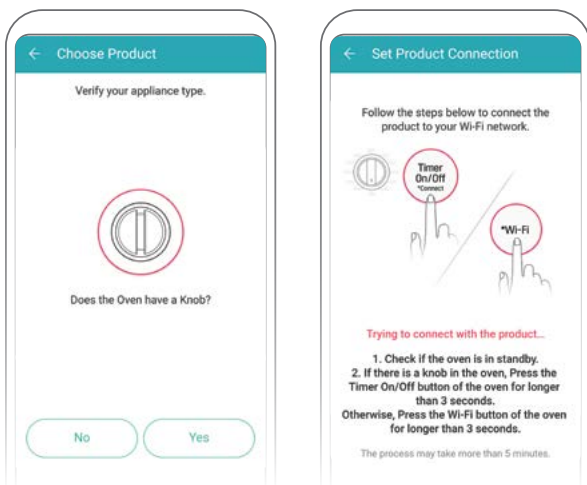 Choose Product
Verify your appliance type.
Does the Oven have a Knob?
No
Yes
Set Product Connection
Follow the steps below to connect the
product to your Wi-Fi network.
Timer
On/Off
*Connect
*Wi-Fi
Trying to connect with the product...
1. Check if the oven is in standby.
2. If there is a knob in the oven, Press the
Timer On/Off button of the oven for longer
than 3 seconds.
Otherwise, Press the Wi-Fi button of the oven
for longer than 3 seconds.
The process may take more than 5 minutes.